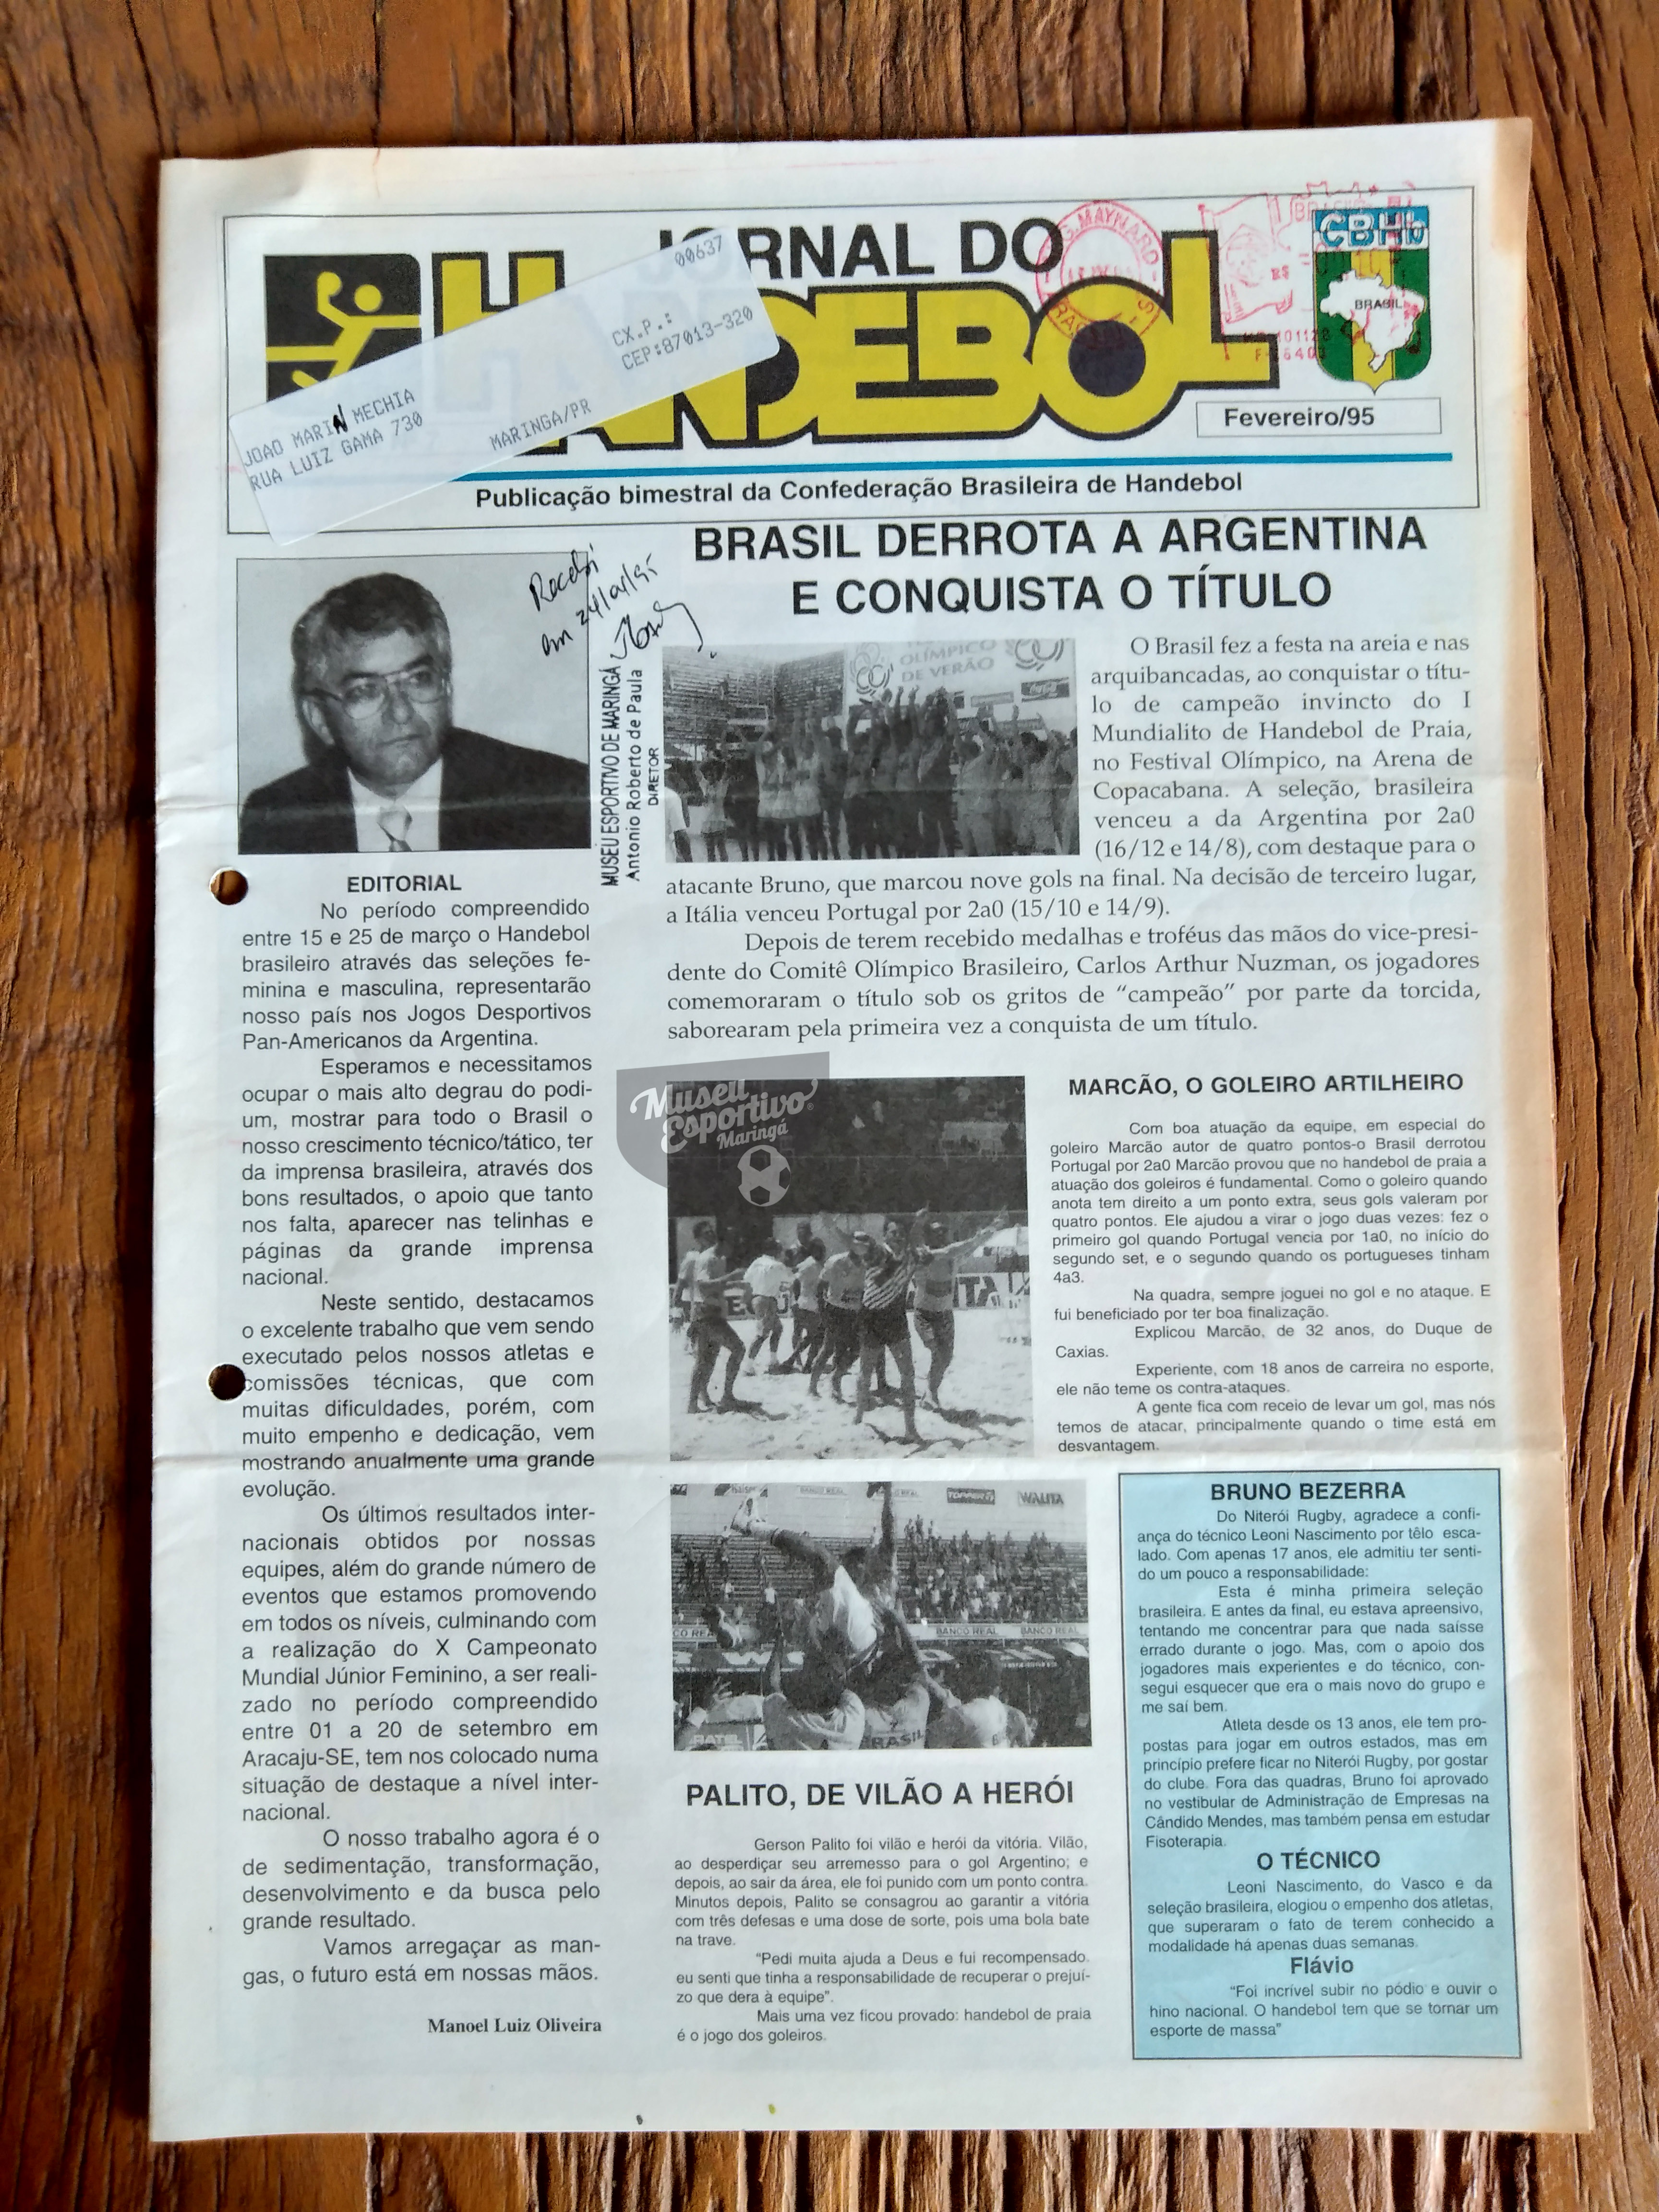 JORNAL DO
HANDEBOL
CBHb
BRASIL
Fevereiro/95
Publicação bimestral da Confederação Brasileira de Handebol
00637
CX.P.:
CEP:87013-320
JOAO MARIN MECHIA
RUA LUIZ GAMA 730
MARINGA/PR
G.MAYNARD
Recebi
em 24/04/95
MUSEU ESPORTIVO DE MARINGÁ
Antonio Roberto de Paula
DIRETOR
EDITORIAL
No período compreendido
entre 15 e 25 de março o Handebol
brasileiro através das seleções fe-
minina e masculina, representarão
nosso país nos Jogos Desportivos
Pan-Americanos da Argentina.
Esperamos e necessitamos
ocupar o mais alto degrau do podi-
um, mostrar para todo o Brasil o
nosso crescimento técnico/tático, ter
da imprensa brasileira, através dos
bons resultados, o apoio que tanto
nos falta, aparecer nas telinhas e
páginas da grande imprensa
nacional.
Neste sentido, destacamos
o excelente trabalho que vem sendo
executado pelos nossos atletas e
comissões técnicas, que com
muitas dificuldades, porém, com
muito empenho e dedicação, vem
mostrando anualmente uma grande
evolução.
Os últimos resultados inter-
nacionais obtidos por nossas
equipes, além do grande número de
eventos que estamos promovendo
em todos os níveis, culminando com
a realização do X Campeonato
Mundial Júnior Feminino, a ser reali-
zado no período compreendido
entre 01 a 20 de setembro em
Aracaju-SE, tem nos colocado numa
situação de destaque a nível inter-
nacional.
O nosso trabalho agora é o
de sedimentação, transformação,
desenvolvimento e da busca pelo
grande resultado.
Vamos arregaçar as man-
gas, o futuro está em nossas mãos.
Manoel Luiz Oliveira
BRASIL DERROTA A ARGENTINA
E CONQUISTA O TÍTULO
OLÍMPICO
DE VERÃO
O Brasil fez a festa na areia e nas
arquibancadas, ao conquistar o títu-
lo de campeão invincto do I
Mundialito de Handebol de Praia,
no Festival Olímpico, na Arena de
Copacabana. A seleção, brasileira
venceu a da Argentina por 2a0
(16/12 e 14/8), com destaque para o
atacante Bruno, que marcou nove gols na final. Na decisão de terceiro lugar,
a Itália venceu Portugal por 2a0 (15/10 e 14/9).
Depois de terem recebido medalhas e troféus das mãos do vice-presi-
dente do Comitê Olímpico Brasileiro, Carlos Arthur Nuzman, os jogadores
comemoraram o título sob os gritos de “campeão” por parte da torcida,
saborearam pela primeira vez a conquista de um título.
Museu
Esportivo
Maringá
MARCÃO, O GOLEIRO ARTILHEIRO
Com boa atuação da equipe, em especial do
goleiro Marcão autor de quatro pontos-o Brasil derrotou
Portugal por 2a0 Marcão provou que no handebol de praia a
atuação dos goleiros é fundamental. Como o goleiro quando
anota tem direito a um ponto extra, seus gols valeram por
quatro pontos. Ele ajudou a virar o jogo duas vezes: fez o
primeiro gol quando Portugal vencia por 1a0, no início do
segundo set, e o segundo quando os portugueses tinham
4a3.
Na quadra, sempre joguei no gol e no ataque. E
fui beneficiado por ter boa finalização.
Explicou Marcão, de 32 anos, do Duque de
Caxias.
Experiente, com 18 anos de carreira no esporte,
ele não teme os contra-ataques.
A gente fica com receio de levar um gol, mas nós
temos de atacar, principalmente quando o time está em
desvantagem.
BANCO REAL
TOPPER
WALITA
BANCO REAL BANCO REAL
BRASIL
PALITO, DE VILÃO A HERÓI
Gerson Palito foi vilão e herói da vitória. Vilão,
ao desperdiçar seu arremesso para o gol Argentino; e
depois, ao sair da área, ele foi punido com um ponto contra.
Minutos depois, Palito se consagrou ao garantir a vitória
com três defesas e uma dose de sorte, pois uma bola bate
na trave.
“Pedi muita ajuda a Deus e fui recompensado.
eu senti que tinha a responsabilidade de recuperar o prejuí-
zo que dera à equipe”.
Mais uma vez ficou provado: handebol de praia
é o jogo dos goleiros.
BRUNO BEZERRA
Do Niterói Rugby, agradece a confi-
ança do técnico Leoni Nascimento por têlo esca-
lado. Com apenas 17 anos, ele admitiu ter senti-
do um pouco a responsabilidade:
Esta é minha primeira seleção
brasileira. E antes da final, eu estava apreensivo,
tentando me concentrar para que nada saísse
errado durante o jogo. Mas, com o apoio dos
jogadores mais experientes e do técnico, con-
segui esquecer que era o mais novo do grupo e
me saí bem.
Atleta desde os 13 anos, ele tem pro-
postas para jogar em outros estados, mas em
princípio prefere ficar no Niterói Rugby, por gostar
do clube. Fora das quadras, Bruno foi aprovado
no vestibular de Administração de Empresas na
Cândido Mendes, mas também pensa em estudar
Fisoterapia.
O TÉCNICO
Leoni Nascimento, do Vasco e da
seleção brasileira, elogiou o empenho dos atletas,
que superaram o fato de terem conhecido a
modalidade há apenas duas semanas.
Flávio
“Foi incrível subir no pódio e ouvir o
hino nacional. O handebol tem que se tornar um
esporte de massa”